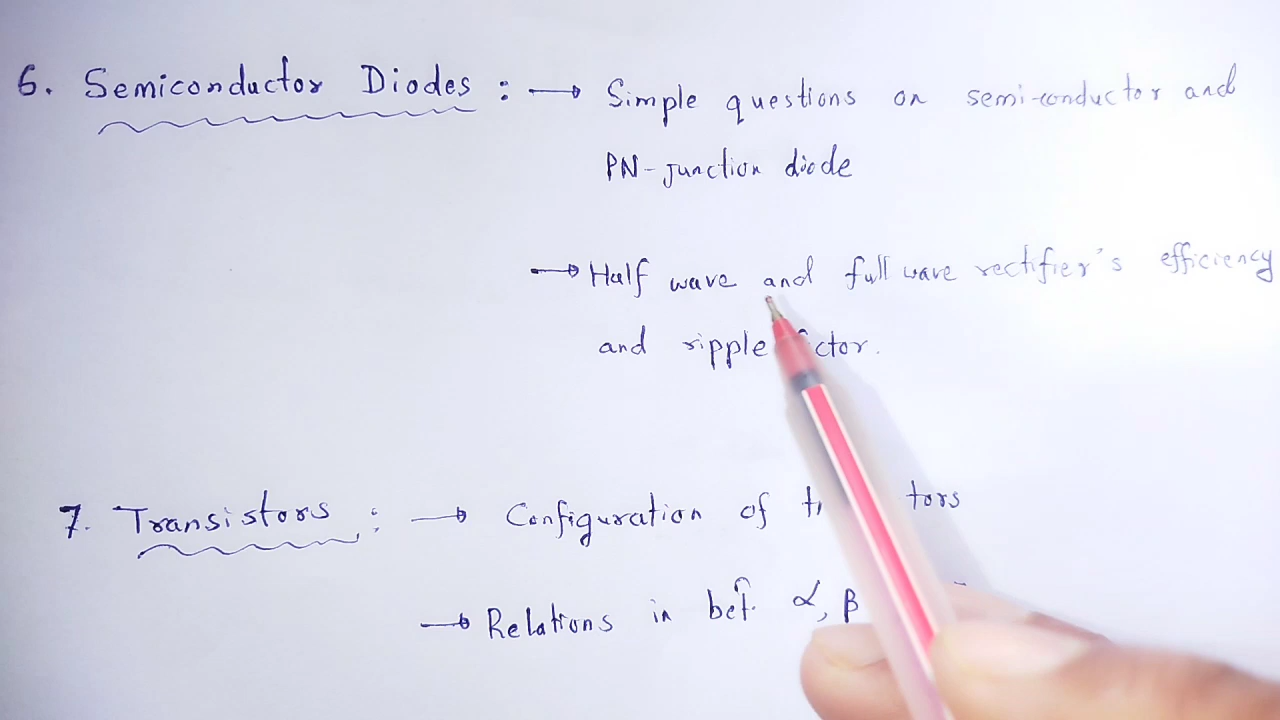 6. Semiconductor Diodes : → Simple questions on semi-conductor and
PN-junction diode
→ Half wave and full wave rectifier's efficiency
and ripple
7. Transistors : → Configuration of
→ Relations in bet. α, β